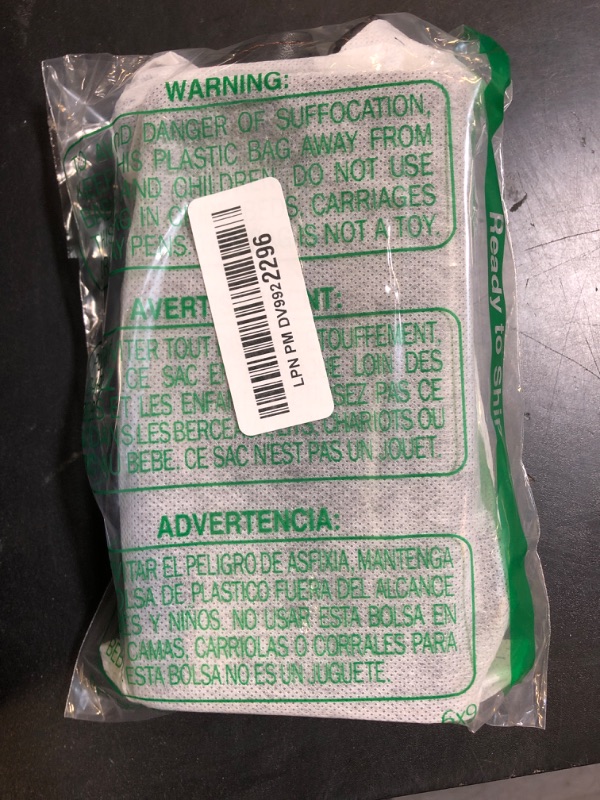 WARNING:
DANGER OF SUFFOCATION,
THIS PLASTIC BAG AWAY FROM
AND CHILDREN. DO NOT USE
IN CARRIAGES
PENS. IS NOT A TOY.
LPN PM DV9922296
AVERT NT:
TER TOUT TOUFFEMENT,
CE SAC LOIN DES
LES ENFA SEZ PAS CE
S LES BERCE CHARIOTS OU
BEBE. CE SAC N'EST PAS UN JOUET.
ADVERTENCIA:
TAR EL PELIGRO DE ASFIXIA, MANTENGA
LSA DE PLASTICO FUERA DEL ALCANCE
S Y NINOS. NO USAR ESTA BOLSA EN
CAMAS, CARRIOLAS O CORRALES PARA
BEB
ESTA BOLSA NO ES UN JUGUETE.
6x9
Ready to Ship